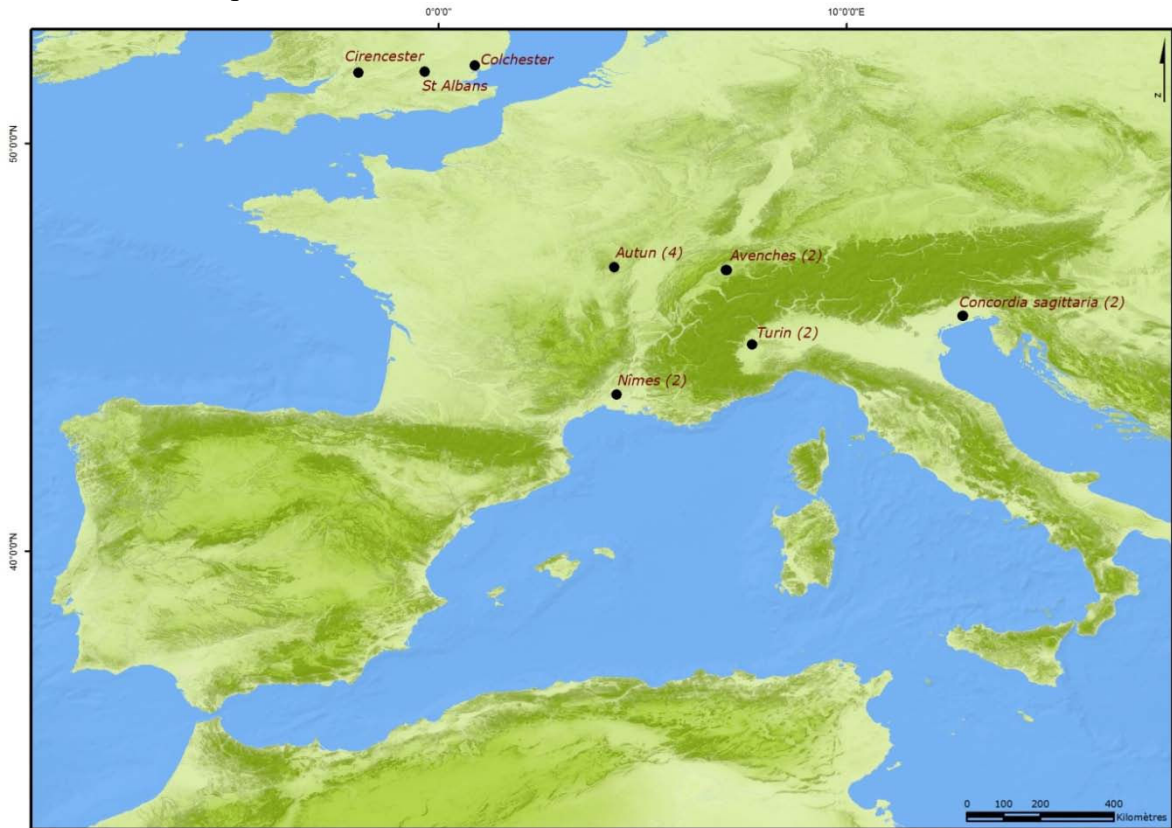 0°0'0"
10°0'0"E
Cirencester
Colchester
St Albans
N
50°0'0"N
Autun (4)
Avenches (2)
Concordia sagittaria (2)
Turin (2)
Nîmes (2)
40°0'0"N
0 100 200 400
Kilomètres